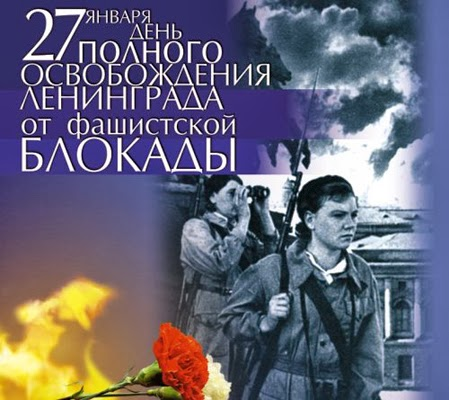 27 ЯНВАРЯ
ДЕНЬ
ПОЛНОГО
ОСВОБОЖДЕНИЯ
ЛЕНИНГРАДА
ОТ фашистской
БЛОКАДЫ